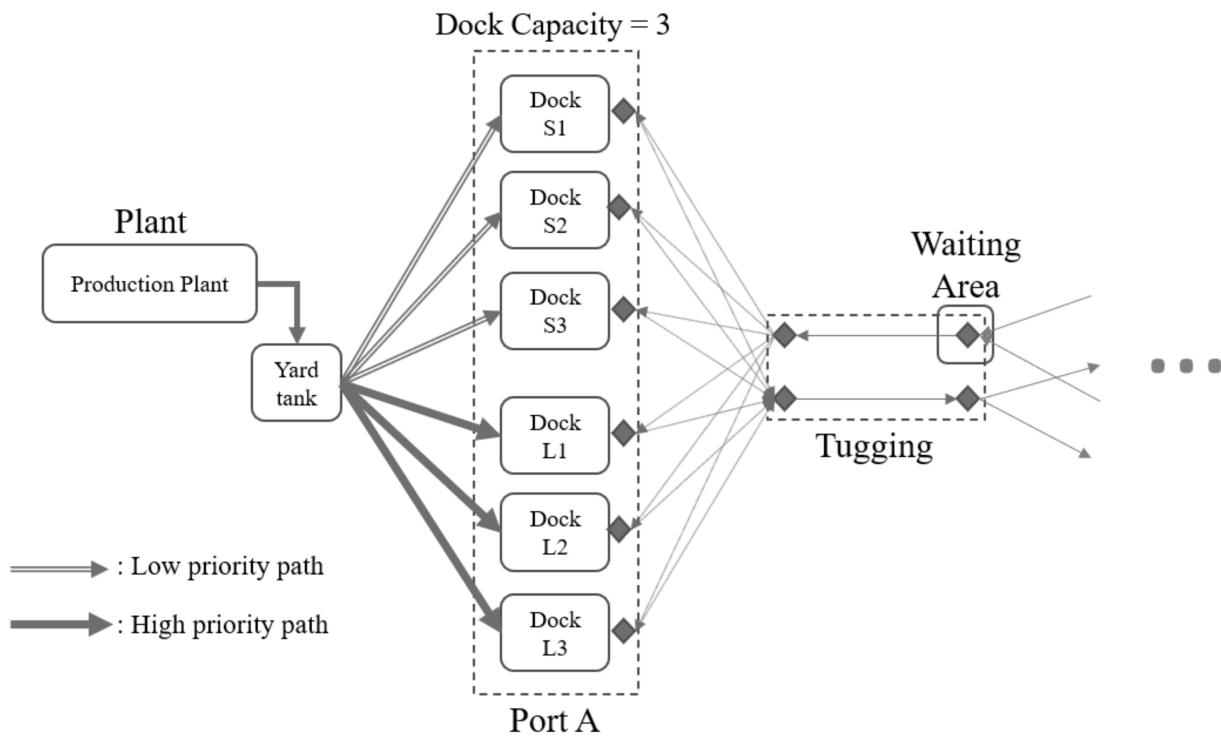 Dock Capacity = 3
Dock
S1
Dock
S2
Plant
Production Plant
Waiting
Area
Dock
S3
Yard
tank
Dock
L1
Tugging
Dock
L2
: Low priority path
: High priority path
Dock
L3
Port A